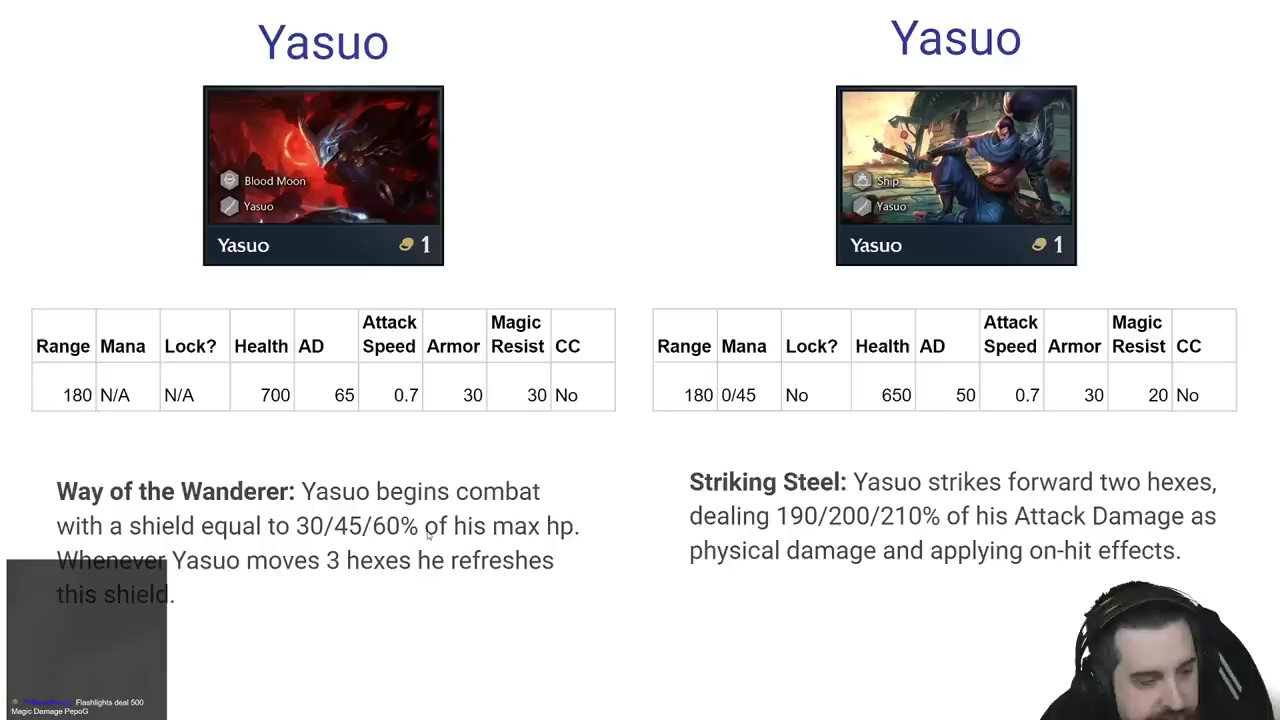 Yasuo
Blood Moon
Yasuo
Yasuo 1
Range Mana Lock? Health AD Attack Speed Armor Magic Resist CC
180 N/A N/A 700 65 0.7 30 30 No
Way of the Wanderer: Yasuo begins combat
with a shield equal to 30/45/60% of his max hp.
Whenever Yasuo moves 3 hexes he refreshes
this shield.
Flashlights deal 500
Magic Damage PepoG
Yasuo
Ship
Yasuo
Yasuo 1
Range Mana Lock? Health AD Attack Speed Armor Magic Resist CC
180 0/45 No 650 50 0.7 30 20 No
Striking Steel: Yasuo strikes forward two hexes,
dealing 190/200/210% of his Attack Damage as
physical damage and applying on-hit effects.